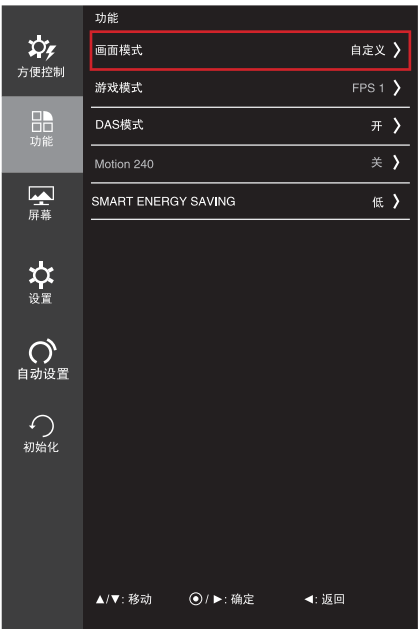 功能
画面模式 自定义 ❯
游戏模式 FPS 1 ❯
DAS模式 开 ❯
Motion 240 关 ❯
SMART ENERGY SAVING 低 ❯
方便控制
功能
屏幕
设置
自动设置
初始化
▲/▼: 移动 ⦿ / ►: 确定 ◄: 返回